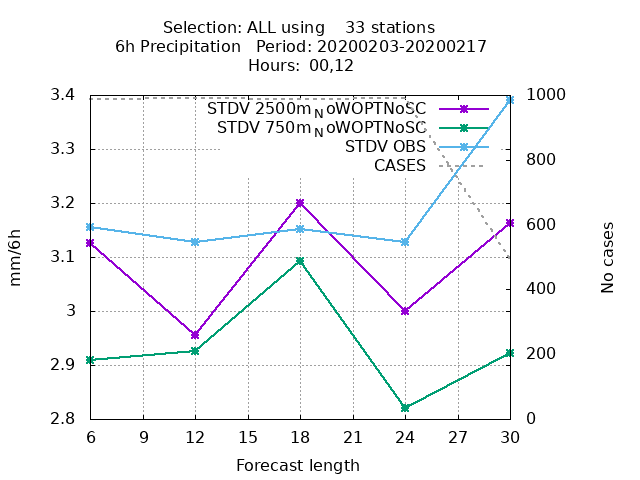 Selection: ALL using    33 stations
6h Precipitation   Period: 20200203-20200217
Hours: 00,12
3.4
3.3
3.2
3.1
3
2.9
2.8
1000
800
600
400
200
0
mm/6h
No cases
STDV 2500mNoWOPTNoSC
STDV 750mNoWOPTNoSC
STDV OBS
CASES
6 9 12 15 18 21 24 27 30
Forecast length